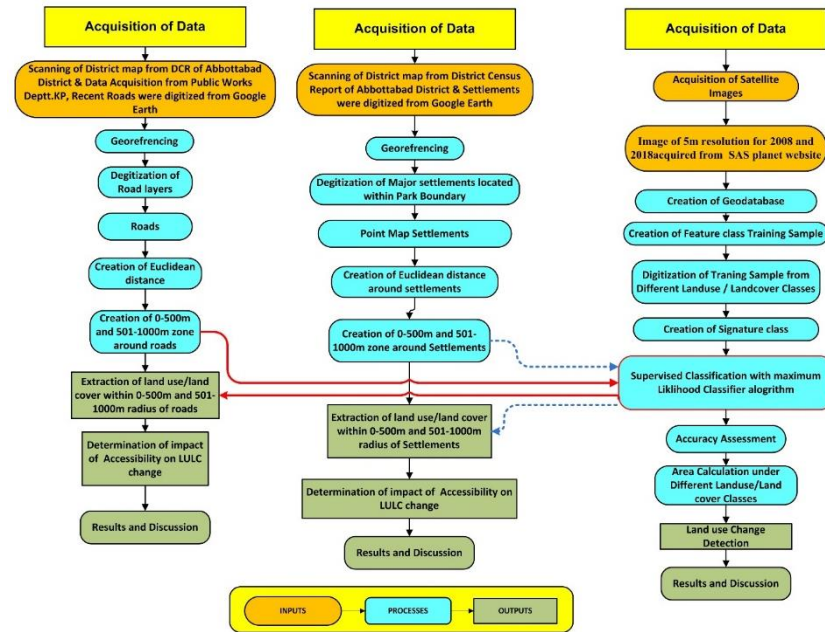 Acquisition of Data
Scanning of District map from DCR of Abbottabad
District & Data Acquisition from Public Works
Deptt.KP, Recent Roads were digitized from Google
Earth
Georefrencing
Degitization of
Road layers
Roads
Creation of Euclidean
distance
Creation of 0-500m
and 501-1000m zone
around roads
Extraction of land use/land
cover within 0-500m and 501-
1000m radius of roads
Determination of impact
of Accessibility on LULC
change
Results and Discussion
Acquisition of Data
Scanning of District map from District Census
Report of Abbottabad District & Settlements
were digitized from Google Earth
Georefrencing
Degitization of Major settlements located
within Park Boundary
Point Map Settlements
Creation of Euclidean distance
around settlements
Creation of 0-500m and 501-
1000m zone around Settlements
Extraction of land use/land cover
within 0-500m and 501-1000m
radius of Settlements
Determination of impact of Accessibility on
LULC change
Results and Discussion
Acquisition of Data
Acquisition of Satellite
Images
Image of 5m resolution for 2008 and
2018acquired from SAS planet website
Creation of Geodatabase
Creation of Feature class Training Sample
Digitization of Traning Sample from
Different Landuse / Landcover Classes
Creation of Signature class
Supervised Classification with maximum
Liklihood Classifier alogrithm
Accuracy Assessment
Area Calculation under
Different Landuse/Land
cover Classes
Land use Change
Detection
Results and Discussion
INPUTS
PROCESSES
OUTPUTS